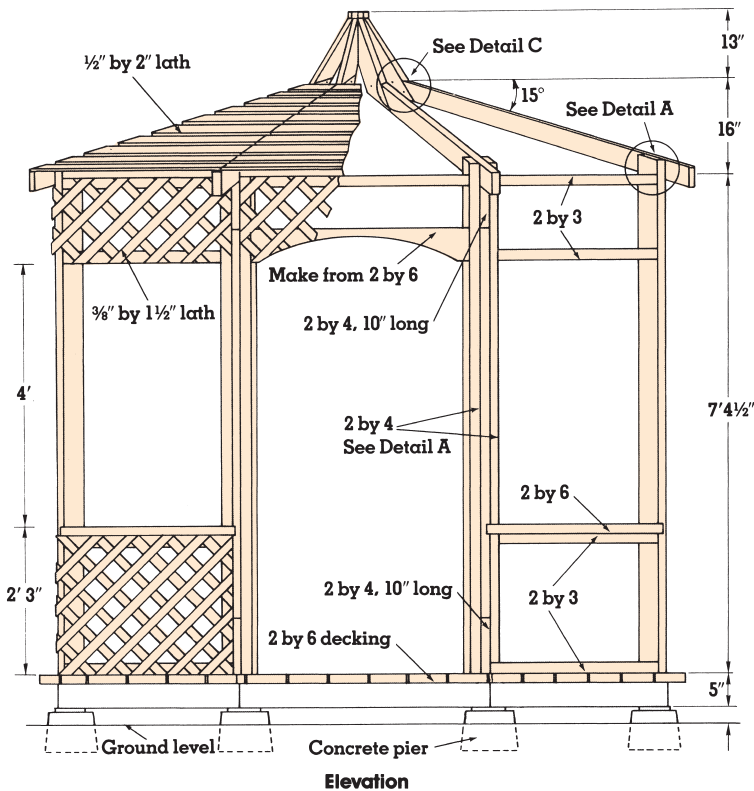 13″
See Detail C
½″ by 2″ lath
15°
See Detail A
16″
2 by 3
Make from 2 by 6
⅜″ by 1½″ lath
2 by 4, 10″ long
4′
7′4½″
2 by 4
See Detail A
2 by 6
2′ 3″
2 by 4, 10″ long
2 by 3
2 by 6 decking
5″
Ground level
Concrete pier
Elevation